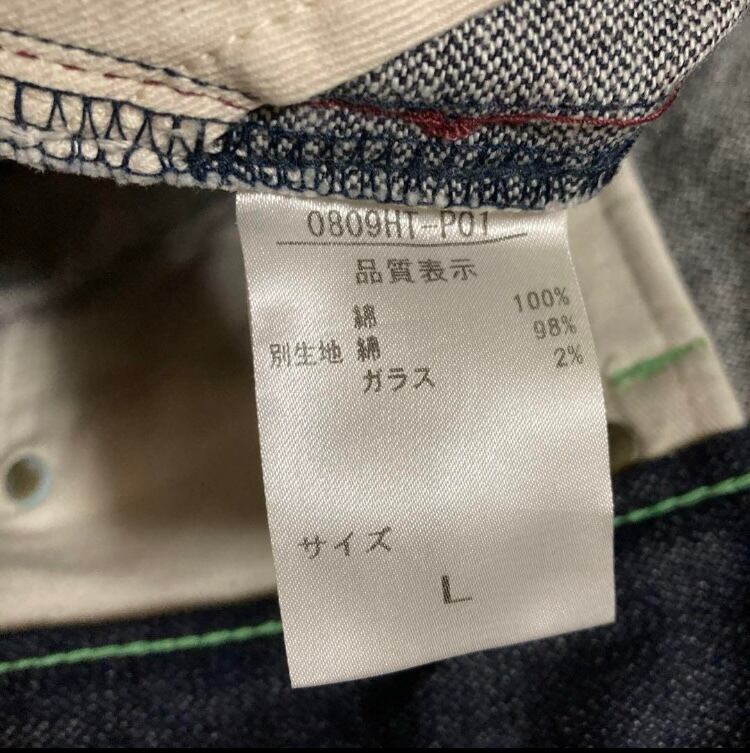 0809HT-P01
品質表示
綿 100%
別生地 綿 98%
ガラス 2%
サイズ
L